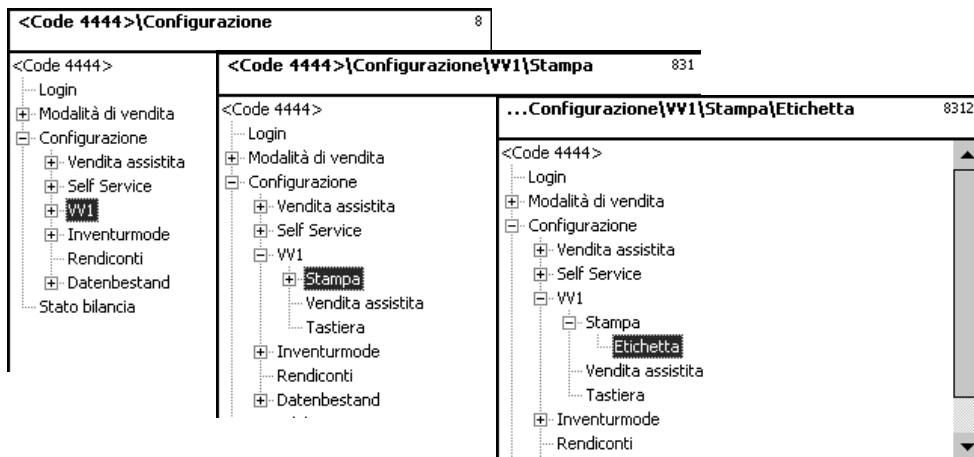 <Code 4444>\Configurazione 8
<Code 4444>
Login
Modalità di vendita
Configurazione
Vendita assistita
Self Service
VV1
Inventurmode
Rendiconti
Datenbestand
Stato bilancia
<Code 4444>\Configurazione\VV1\Stampa 831
<Code 4444>
Login
Modalità di vendita
Configurazione
Vendita assistita
Self Service
VV1
Stampa
Vendita assistita
Tastiera
Inventurmode
Rendiconti
Datenbestand
...Configurazione\VV1\Stampa\Etichetta 8312
<Code 4444>
Login
Modalità di vendita
Configurazione
Vendita assistita
Self Service
VV1
Stampa
Etichetta
Vendita assistita
Tastiera
Inventurmode
Rendiconti